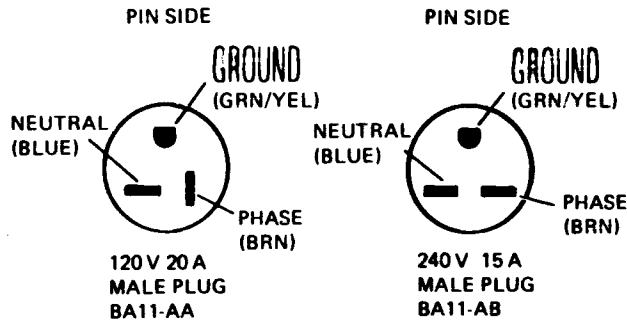 PIN SIDE
GROUND
(GRN/YEL)
NEUTRAL
(BLUE)
PHASE
(BRN)
120 V 20 A
MALE PLUG
BA11-AA
PIN SIDE
GROUND
(GRN/YEL)
NEUTRAL
(BLUE)
PHASE
(BRN)
240 V 15 A
MALE PLUG
BA11-AB